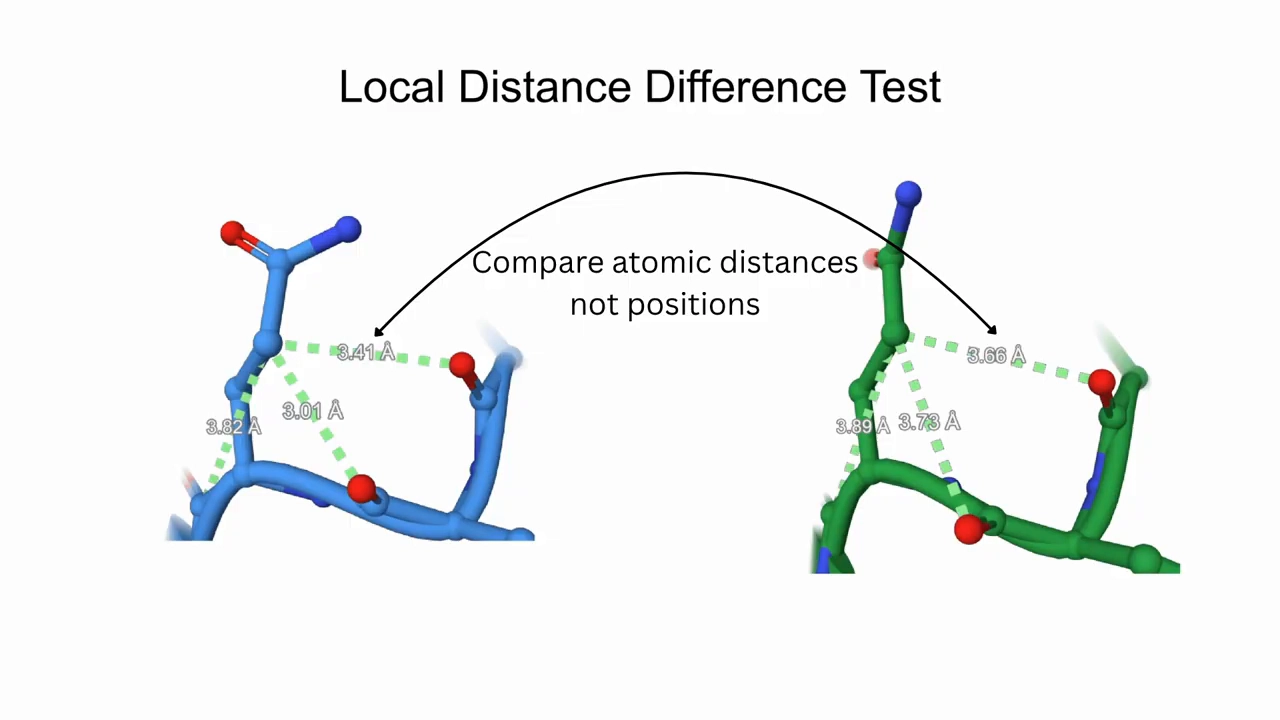 Local Distance Difference Test
Compare atomic distances
not positions
3.41 Å
3.01 Å
3.82 Å
3.66 Å
3.89 Å
3.73 Å